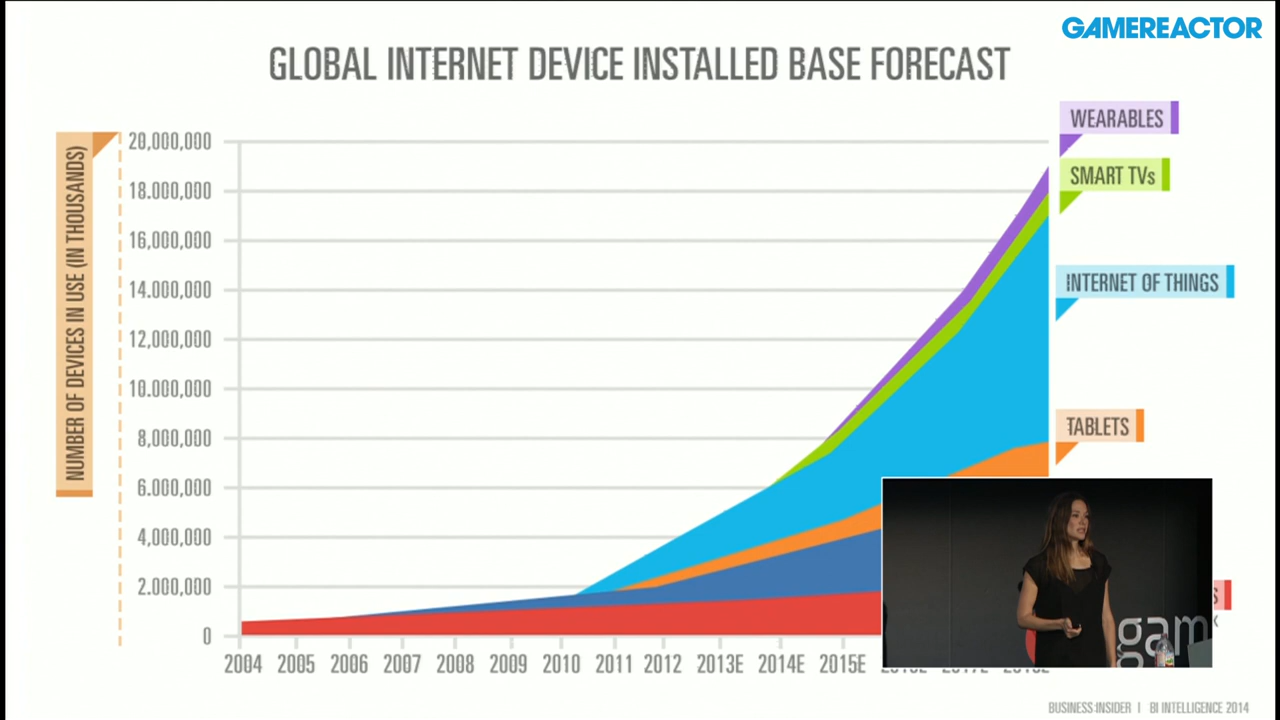 GAMEREACTOR
GLOBAL INTERNET DEVICE INSTALLED BASE FORECAST
NUMBER OF DEVICES IN USE (IN THOUSANDS)
20,000,000
18,000,000
16,000,000
14,000,000
12,000,000
10,000,000
8,000,000
6,000,000
4,000,000
2,000,000
0
2004 2005 2006 2007 2008 2009 2010 2011 2012 2013E 2014E 2015E
WEARABLES
SMART TVs
INTERNET OF THINGS
TABLETS
gam
BUSINESS INSIDER | BI INTELLIGENCE 2014